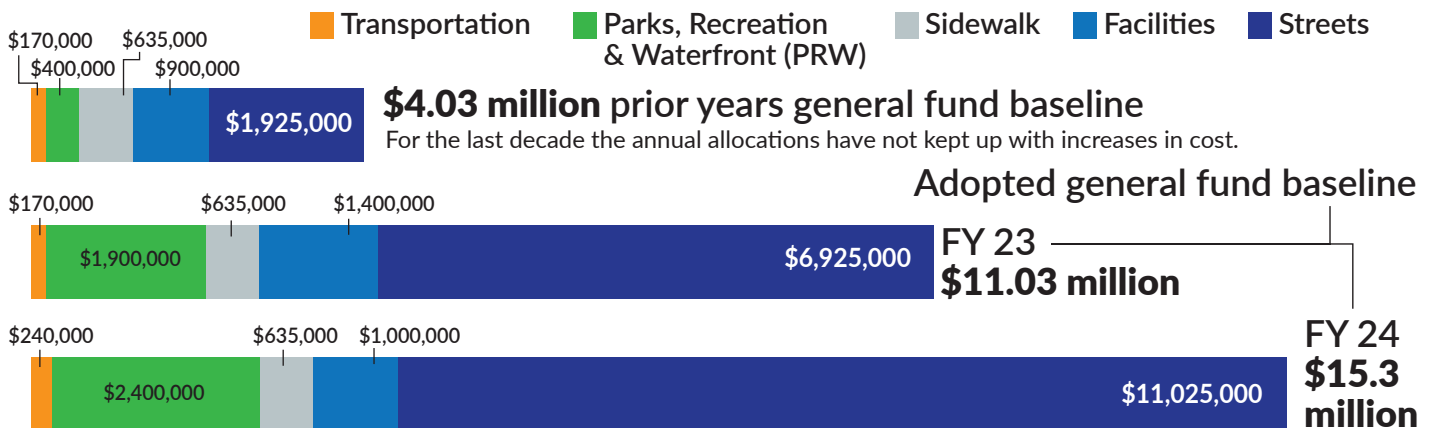 Transportation
Parks, Recreation
& Waterfront (PRW)
Sidewalk
Facilities
Streets
$170,000
$635,000
$400,000
$900,000
$1,925,000
$4.03 million prior years general fund baseline
For the last decade the annual allocations have not kept up with increases in cost.
Adopted general fund baseline
$170,000
$635,000
$1,400,000
$1,900,000
$6,925,000
FY 23
$11.03 million
$240,000
$635,000
$1,000,000
$2,400,000
$11,025,000
FY 24
$15.3
million